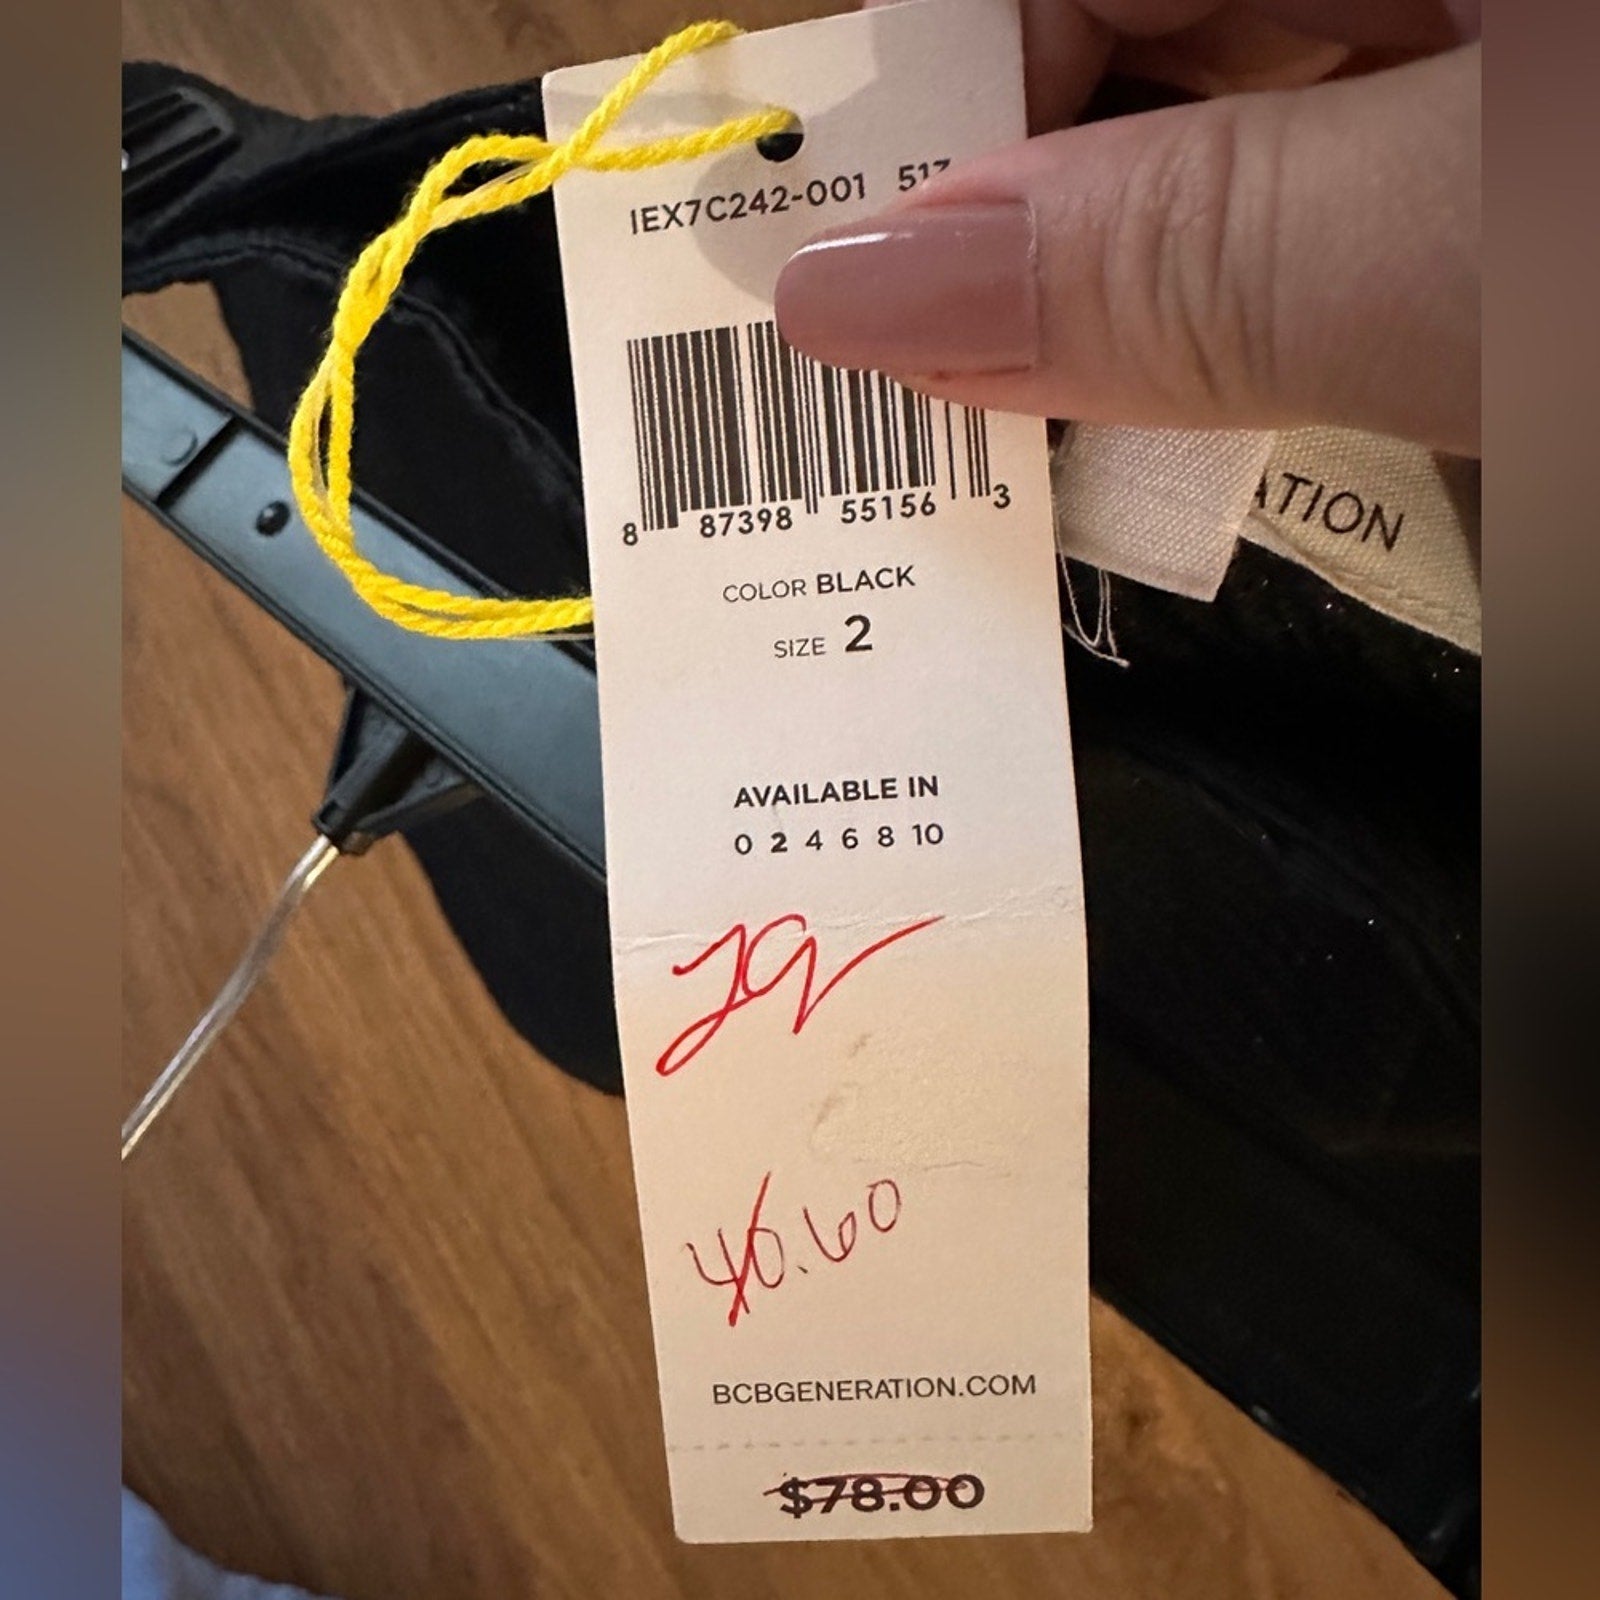 IEX7C242-001 517
8 87398 55156 3
ATION
COLOR BLACK
SIZE 2
AVAILABLE IN
0 2 4 6 8 10
40.60
BCBGENERATION.COM
$78.00